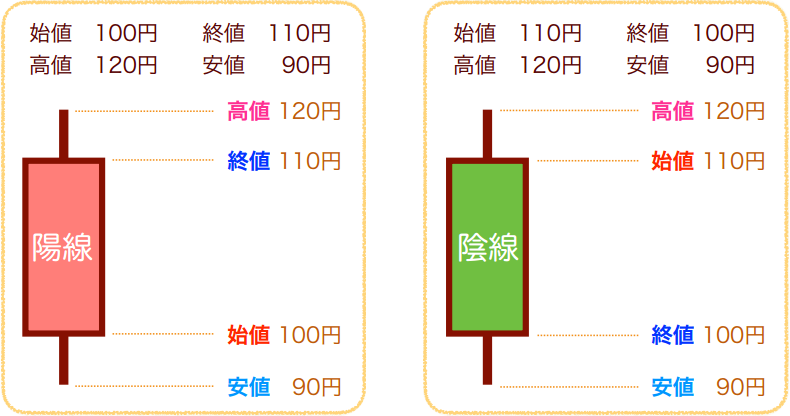 始値 100円 終値 110円
高値 120円 安値 90円
高値 120円
終値 110円
陽線
始値 100円
安値 90円
始値 110円 終値 100円
高値 120円 安値 90円
高値 120円
始値 110円
陰線
終値 100円
安値 90円